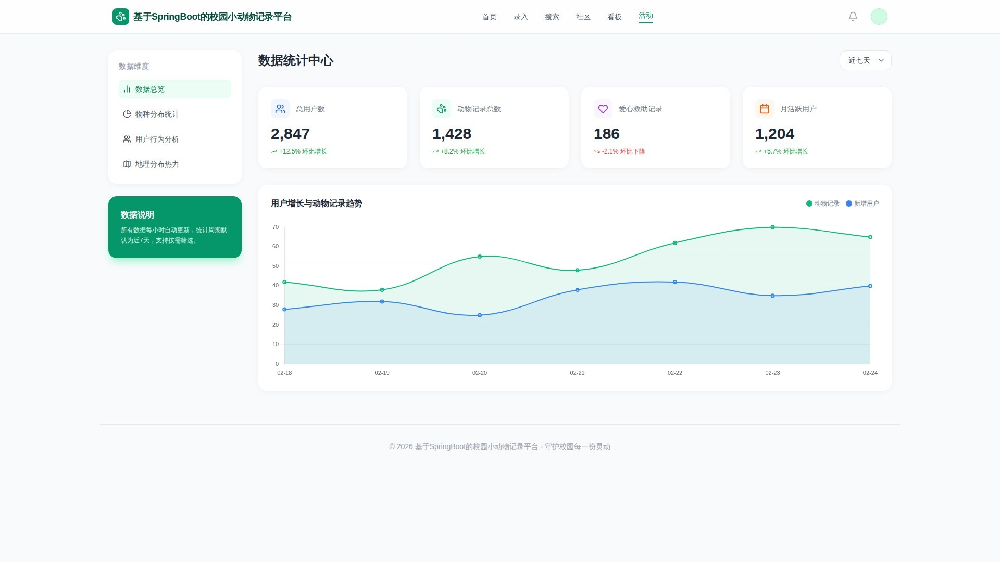 基于SpringBoot的校园小动物记录平台
首页
录入
搜索
社区
看板
活动
数据维度
数据总览
物种分布统计
用户行为分析
地理分布热力
数据说明
所有数据每小时自动更新，统计周期默
认为近7天，支持按需筛选。
数据统计中心
近七天
总用户数
2,847
+12.5% 环比增长
动物记录总数
1,428
+8.2% 环比增长
爱心救助记录
186
-2.1% 环比下降
月活跃用户
1,204
+5.7% 环比增长
用户增长与动物记录趋势
动物记录
新增用户
70
60
50
40
30
20
10
0
02-18
02-19
02-20
02-21
02-22
02-23
02-24
© 2026 基于SpringBoot的校园小动物记录平台 · 守护校园每一份灵动